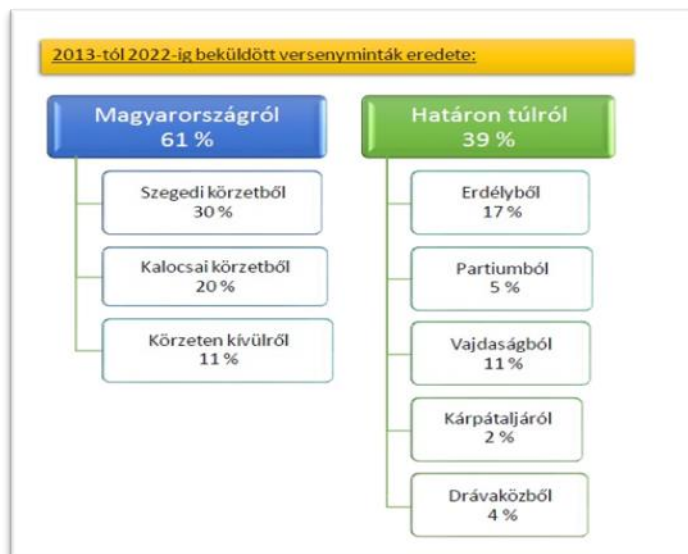 2013-tól 2022-ig beküldött versenyminták eredete:
Magyarországról
61 %
Szegedi körzetből
30 %
Kalocsai körzetből
20 %
Körzeten kívülről
11 %
Határon túlról
39 %
Erdélyből
17 %
Partiumból
5 %
Vajdaságból
11 %
Kárpátaljáról
2 %
Drávaközből
4 %